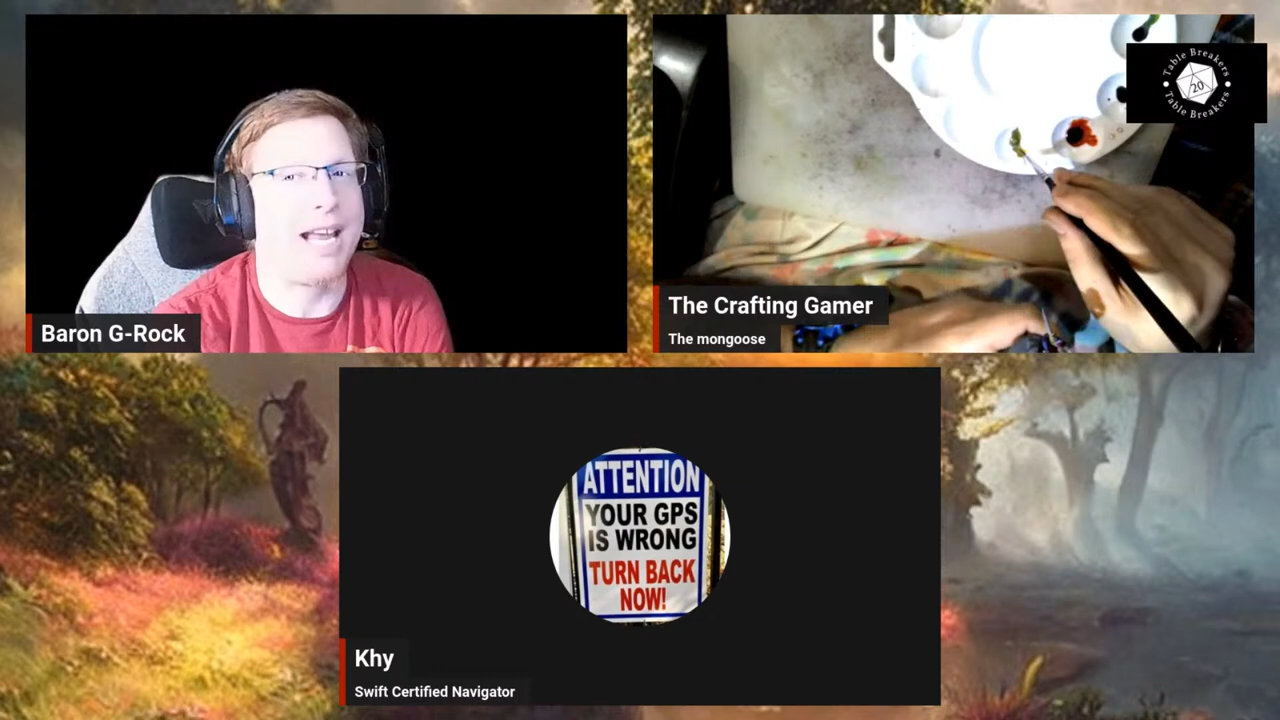 Baron G-Rock
The Crafting Gamer
The mongoose
Table Breakers
20
Table Breakers
ATTENTION
YOUR GPS
IS WRONG
TURN BACK
NOW!
Khy
Swift Certified Navigator